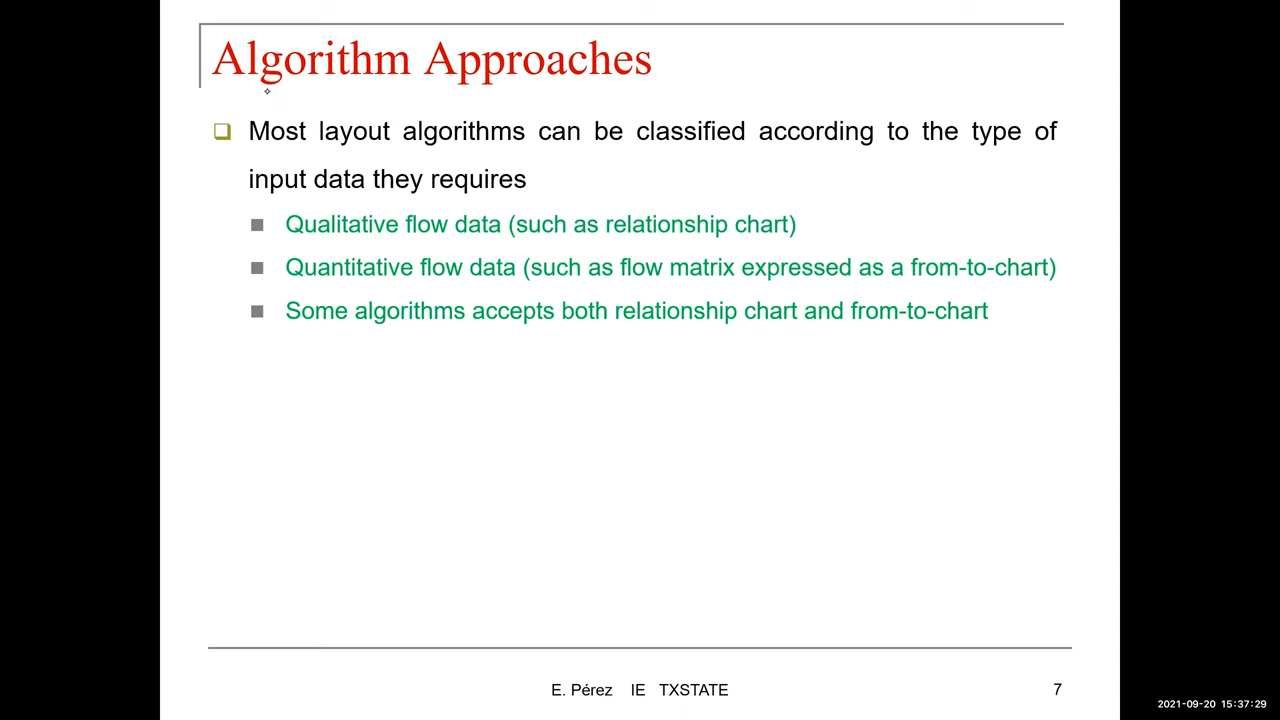 Algorithm Approaches
Most layout algorithms can be classified according to the type of
input data they requires
Qualitative flow data (such as relationship chart)
Quantitative flow data (such as flow matrix expressed as a from-to-chart)
Some algorithms accepts both relationship chart and from-to-chart
E. Pérez IE TXSTATE
7
2021-09-20 15:37:29